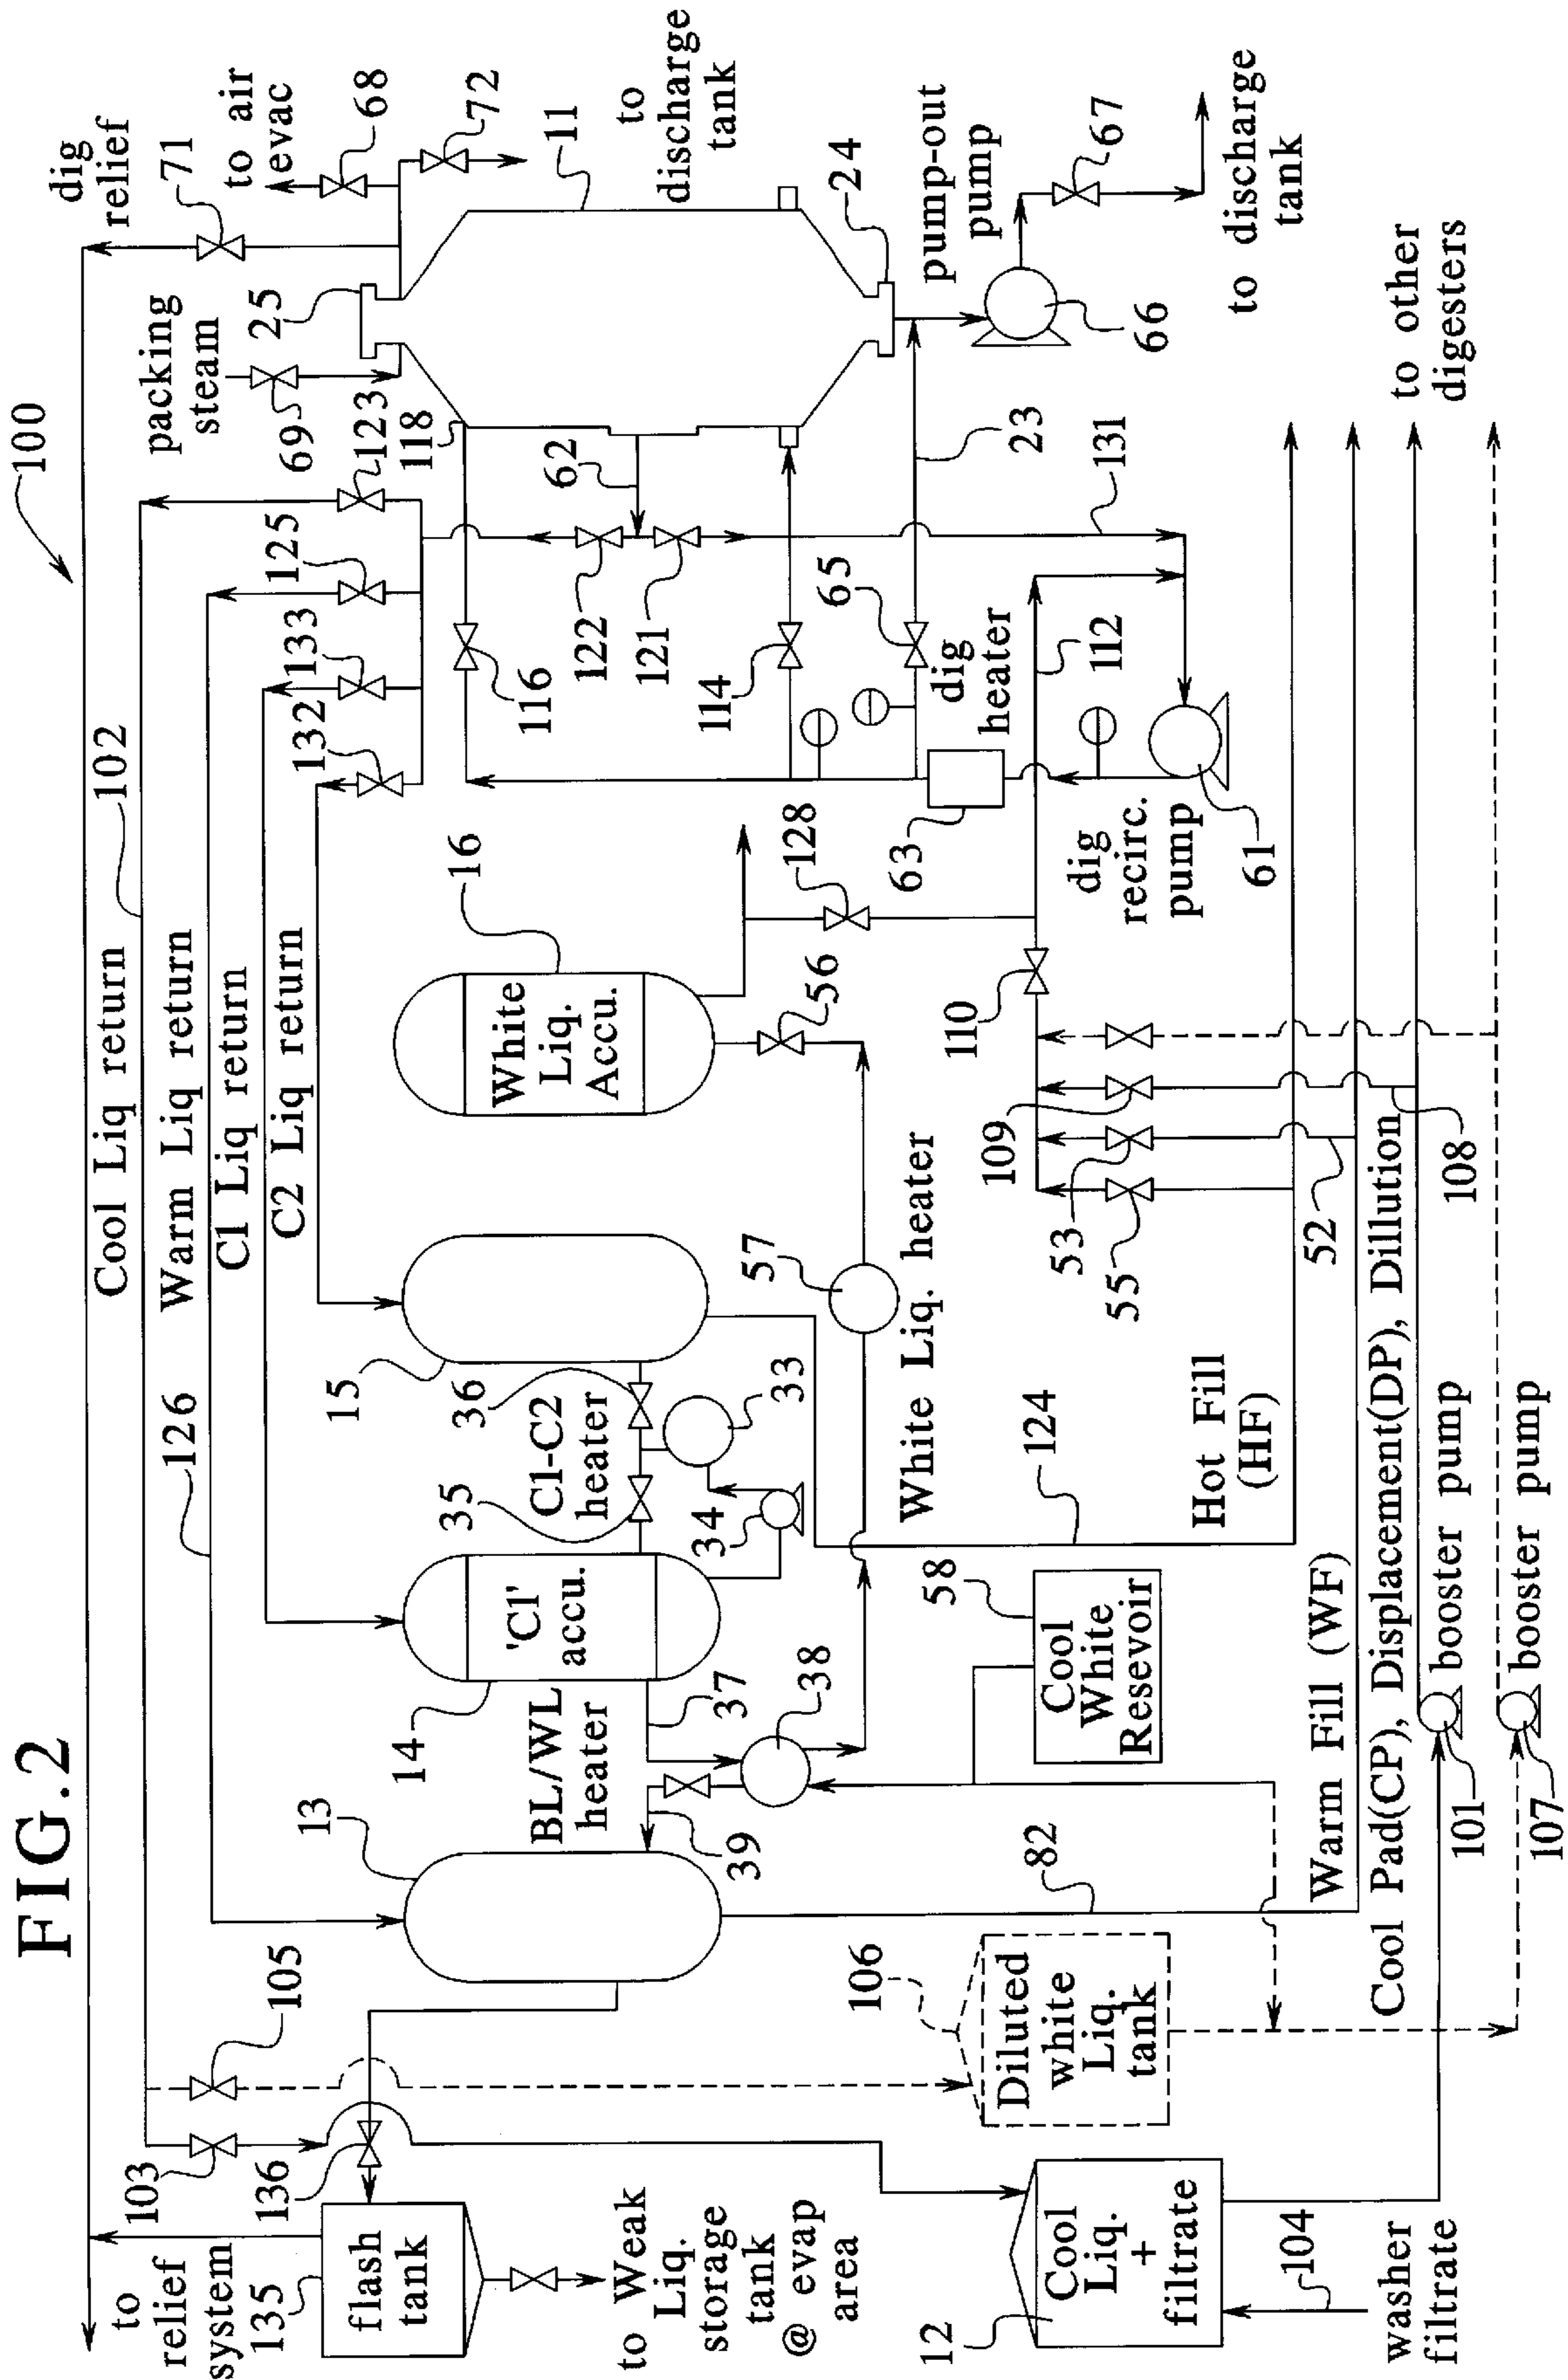 FIG.2
100
dig
relief
71
to air
evac
68
72
to
discharge
tank
11
24
pump-out
pump
67
66
to discharge
tank
packing
steam
25
69
123
118
125
133
132
62
23
131
122
121
116
114
65
dig
heater
112
63
dig
recirc.
pump
61
to other
digesters
102
Cool Liq return
Warm Liq return
C1 Liq return
C2 Liq return
126
16
White
Liq.
Accu.
128
56
110
109
53
55
52
108
15
36
C1-C2
heater
35
33
34
57
White Liq. heater
124
Hot Fill
(HF)
'C1'
accu.
14
BL/WL
heater
37
38
39
58
Cool
White
Resevoir
13
82
Warm Fill (WF)
Cool Pad(CP), Displacement(DP), Dillution
booster pump
101
booster pump
107
105
103
136
106
Diluted
white
Liq.
tank
to
relief
system
135
flash
tank
to Weak
Liq.
storage
tank
@ evap
area
12
Cool
Liq.
+
filtrate
104
washer
filtrate